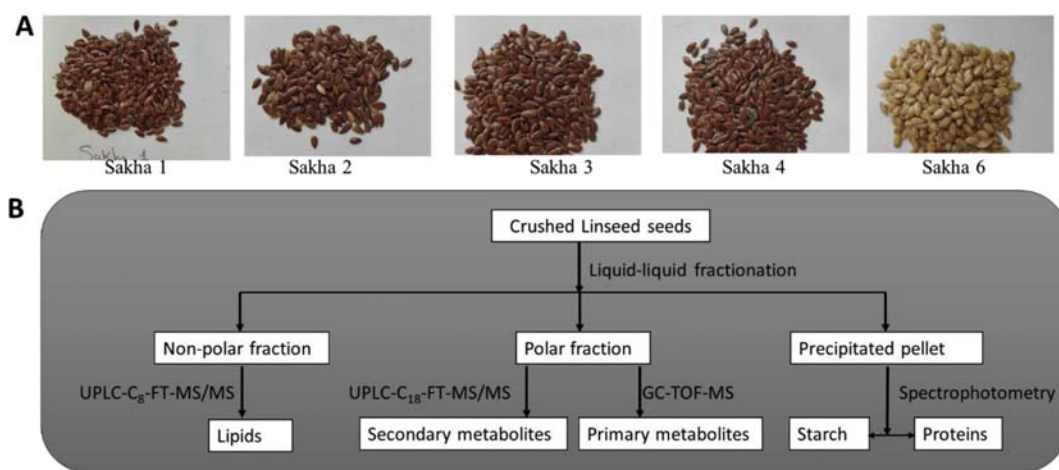 A
Sakha 1
Sakha 1
Sakha 2
Sakha 3
Sakha 4
Sakha 6
B
Crushed Linseed seeds
Liquid-liquid fractionation
Non-polar fraction
Polar fraction
Precipitated pellet
UPLC-C8-FT-MS/MS
UPLC-C18-FT-MS/MS
GC-TOF-MS
Spectrophotometry
Lipids
Secondary metabolites
Primary metabolites
Starch
Proteins